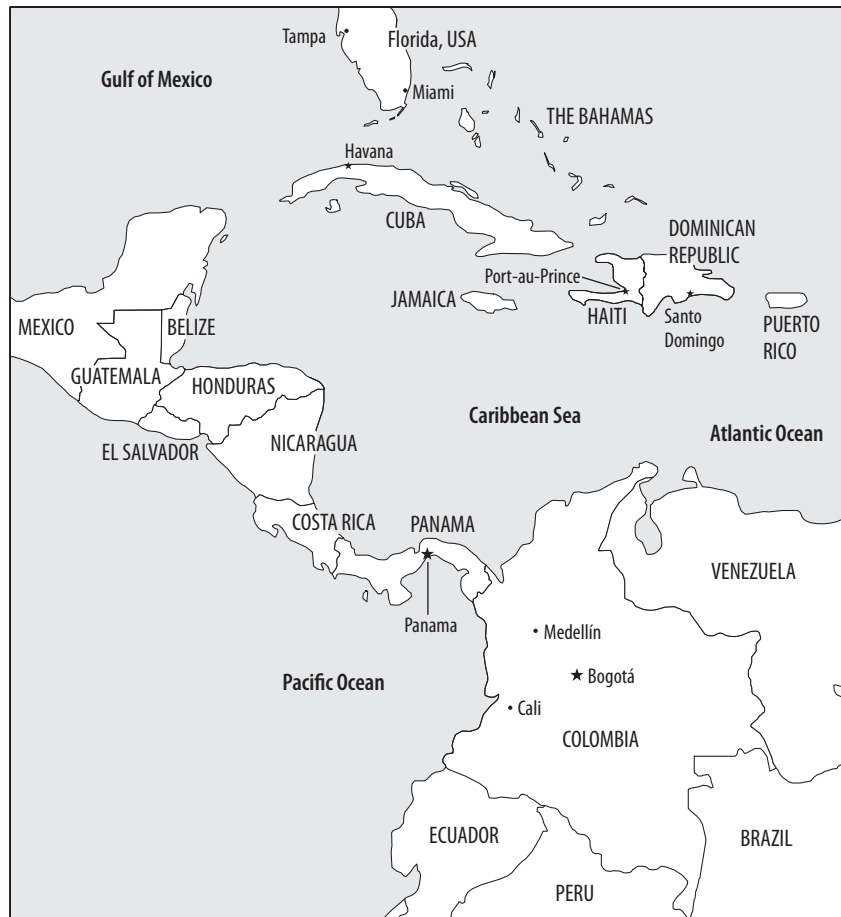 Tampa
Florida, USA
Gulf of Mexico
Miami
THE BAHAMAS
Havana
CUBA
DOMINICAN
REPUBLIC
Port-au-Prince
JAMAICA
HAITI
Santo
Domingo
PUERTO
RICO
MEXICO
BELIZE
GUATEMALA
HONDURAS
Caribbean Sea
Atlantic Ocean
EL SALVADOR
NICARAGUA
COSTA RICA
PANAMA
VENEZUELA
Panama
Medellín
Pacific Ocean
Bogotá
Cali
COLOMBIA
ECUADOR
BRAZIL
PERU